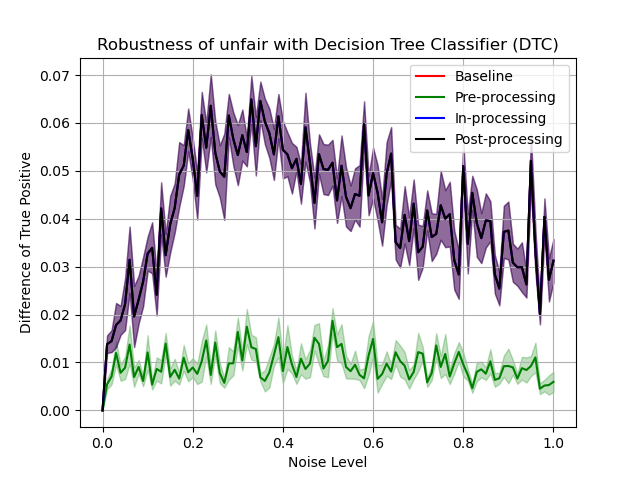 Robustness of unfair with Decision Tree Classifier (DTC)
Baseline
Pre-processing
In-processing
Post-processing
Difference of True Positive
0.07
0.06
0.05
0.04
0.03
0.02
0.01
0.00
0.0 0.2 0.4 0.6 0.8 1.0
Noise Level